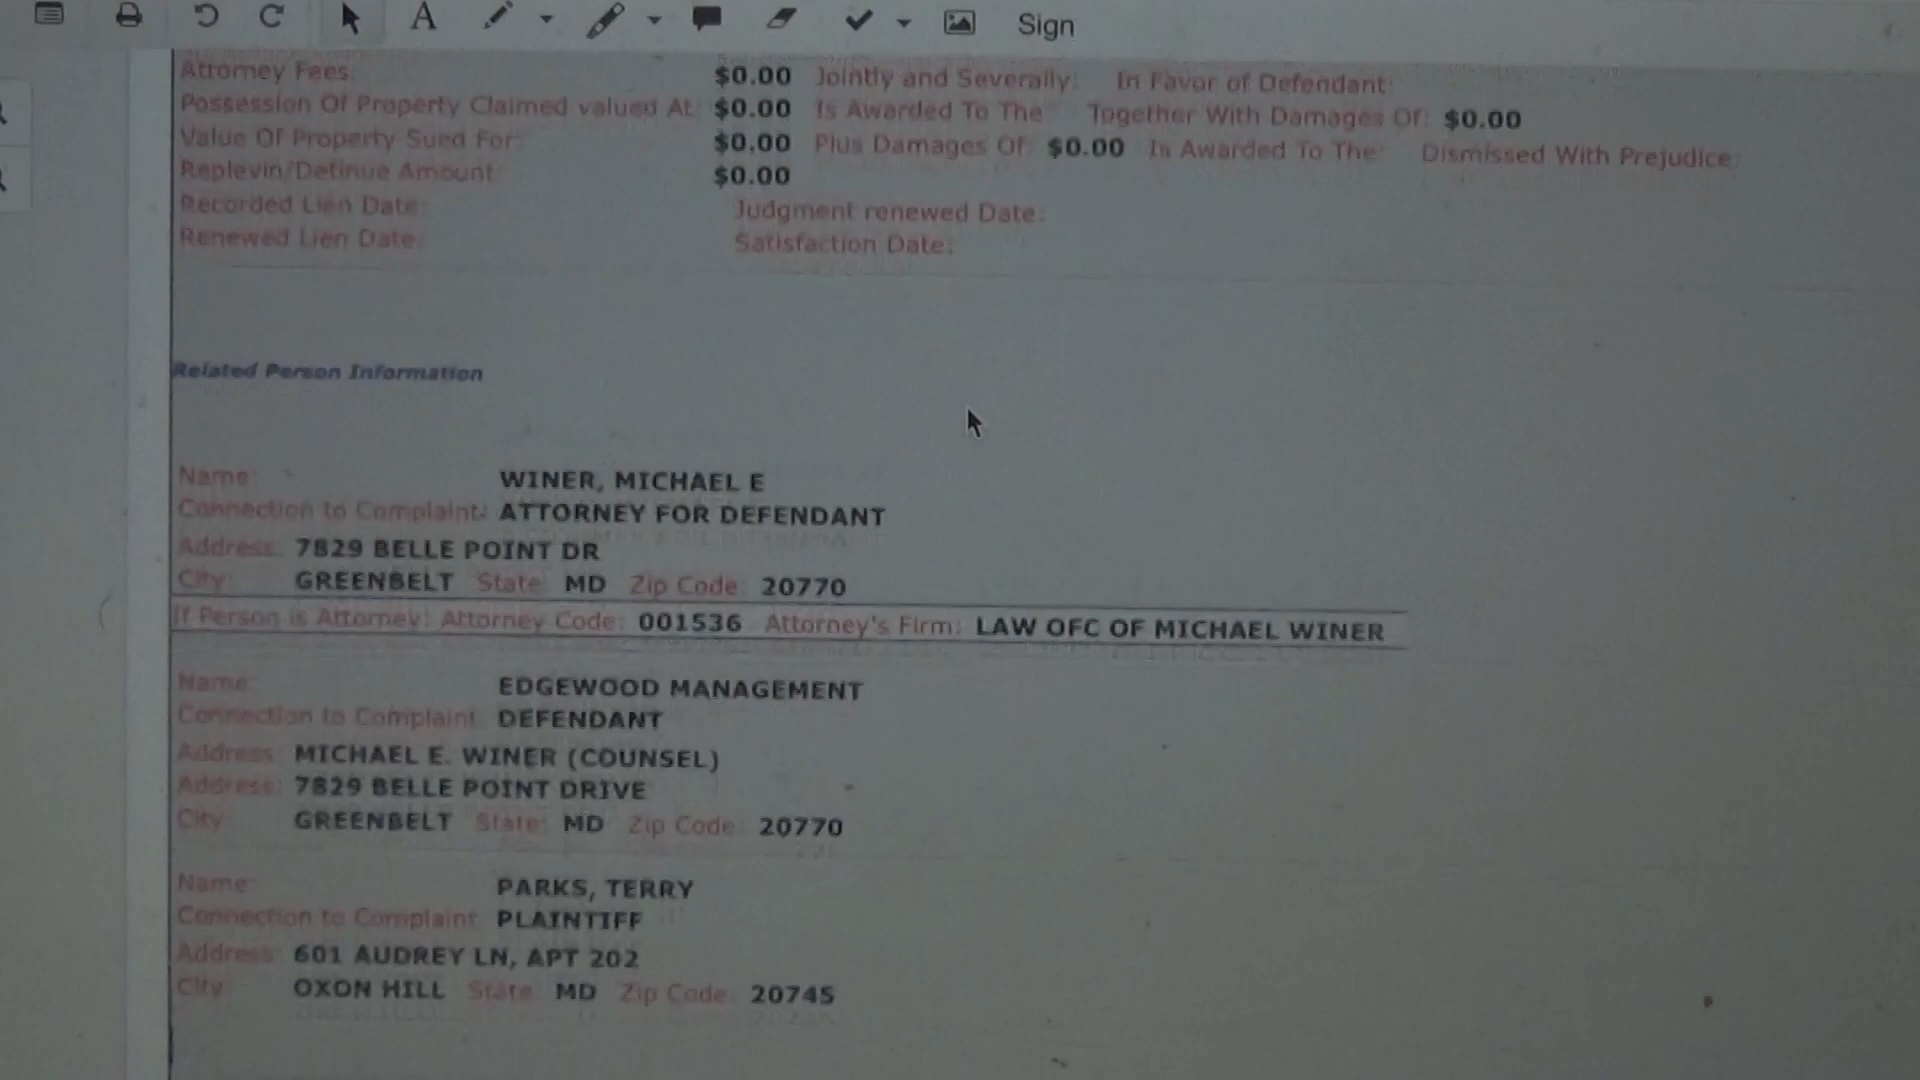 Sign
Attorney Fees: $0.00 Jointly and Severally: In Favor of Defendant:
Possession Of Property Claimed valued At: $0.00 Is Awarded To The Together With Damages Of: $0.00
Value Of Property Sued For: $0.00 Plus Damages Of: $0.00 Is Awarded To The: Dismissed With Prejudice:
Replevin/Detinue Amount: $0.00
Recorded Lien Date: Judgment renewed Date:
Renewed Lien Date: Satisfaction Date:
Related Person Information
Name: WINER, MICHAEL E
Connection to Complaint: ATTORNEY FOR DEFENDANT
Address: 7829 BELLE POINT DR
City: GREENBELT State: MD Zip Code: 20770
If Person is Attorney: Attorney Code: 001536 Attorney's Firm: LAW OFC OF MICHAEL WINER
Name: EDGEWOOD MANAGEMENT
Connection to Complaint: DEFENDANT
Address: MICHAEL E. WINER (COUNSEL)
Address: 7829 BELLE POINT DRIVE
City: GREENBELT State: MD Zip Code: 20770
Name: PARKS, TERRY
Connection to Complaint: PLAINTIFF
Address: 601 AUDREY LN, APT 202
City: OXON HILL State: MD Zip Code: 20745